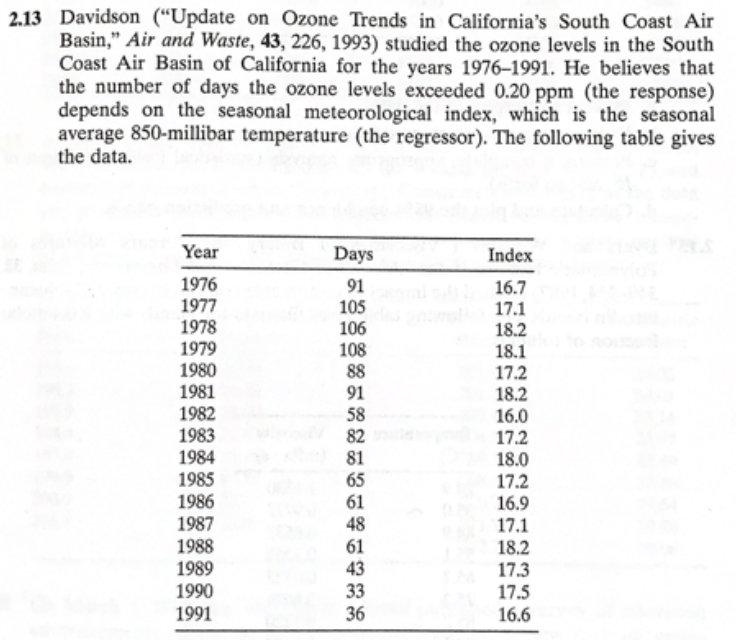 2.13 Davidson (“Update on Ozone Trends in California’s South Coast Air
Basin,” Air and Waste, 43, 226, 1993) studied the ozone levels in the South
Coast Air Basin of California for the years 1976–1991. He believes that
the number of days the ozone levels exceeded 0.20 ppm (the response)
depends on the seasonal meteorological index, which is the seasonal
average 850-millibar temperature (the regressor). The following table gives
the data.
Year Days Index
1976 91 16.7
1977 105 17.1
1978 106 18.2
1979 108 18.1
1980 88 17.2
1981 91 18.2
1982 58 16.0
1983 82 17.2
1984 81 18.0
1985 65 17.2
1986 61 16.9
1987 48 17.1
1988 61 18.2
1989 43 17.3
1990 33 17.5
1991 36 16.6